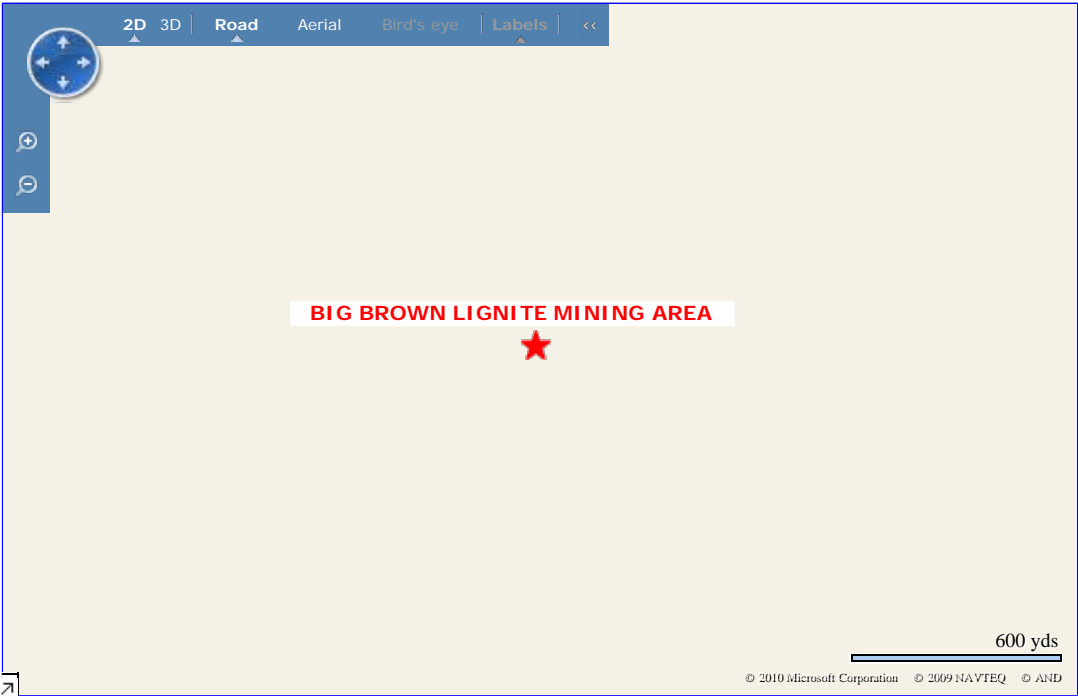 2D 3D Road Aerial Bird's eye Labels <<
BIG BROWN LIGNITE MINING AREA
600 yds
© 2010 Microsoft Corporation © 2009 NAVTEQ © AND